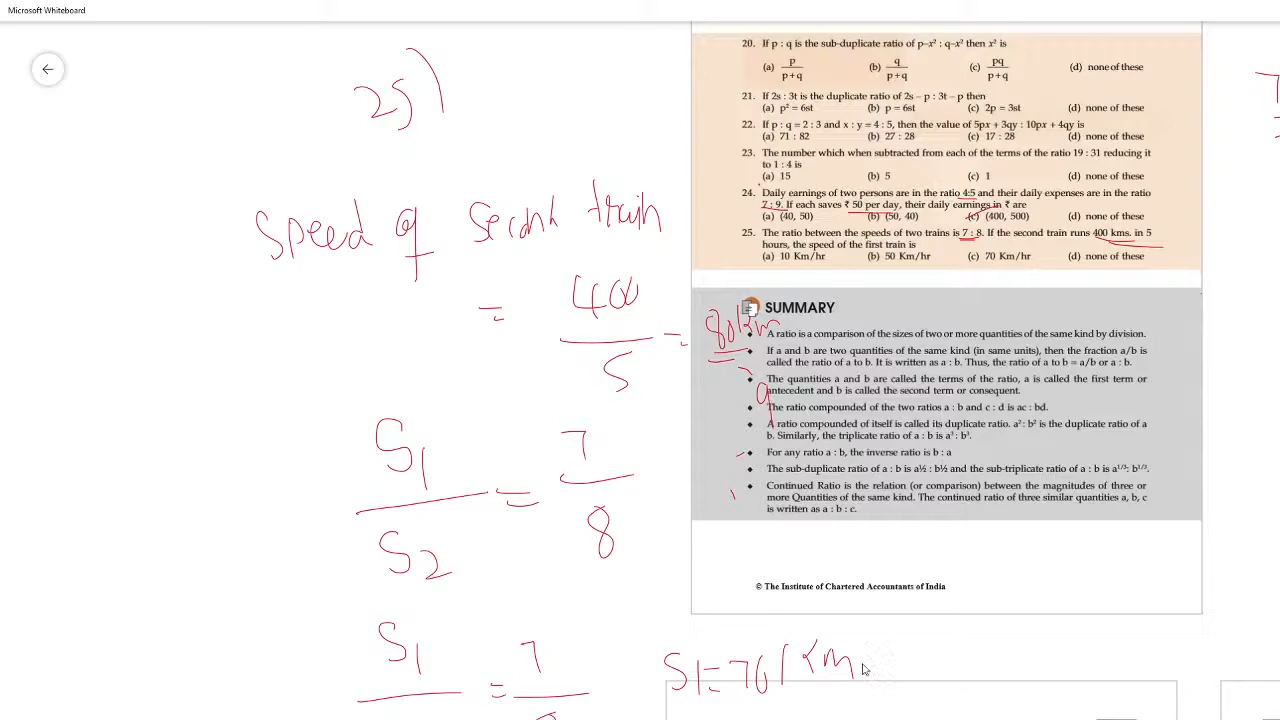 Microsoft Whiteboard
25)
Speed of second train
= 400 / 5 = 80 km
S1 / S2 = 7 / 8
S1 = 7
S1 = 70 km
20. If p : q is the sub-duplicate ratio of p–x² : q–x² then x² is
(a) p/p+q (b) q/p+q (c) pq/p+q (d) none of these
21. If 2s : 3t is the duplicate ratio of 2s – p : 3t – p then
(a) p² = 6st (b) p = 6st (c) 2p = 3st (d) none of these
22. If p : q = 2 : 3 and x : y = 4 : 5, then the value of 5px + 3qy : 10px + 4qy is
(a) 71 : 82 (b) 27 : 28 (c) 17 : 28 (d) none of these
23. The number which when subtracted from each of the terms of the ratio 19 : 31 reducing it
to 1 : 4 is
(a) 15 (b) 5 (c) 1 (d) none of these
24. Daily earnings of two persons are in the ratio 4:5 and their daily expenses are in the ratio
7 : 9. If each saves ₹ 50 per day, their daily earnings in ₹ are
(a) (40, 50) (b) (50, 40) (c) (400, 500) (d) none of these
25. The ratio between the speeds of two trains is 7 : 8. If the second train runs 400 kms. in 5
hours, the speed of the first train is
(a) 10 Km/hr (b) 50 Km/hr (c) 70 Km/hr (d) none of these
SUMMARY
◆ A ratio is a comparison of the sizes of two or more quantities of the same kind by division.
◆ If a and b are two quantities of the same kind (in same units), then the fraction a/b is
called the ratio of a to b. It is written as a : b. Thus, the ratio of a to b = a/b or a : b.
◆ The quantities a and b are called the terms of the ratio, a is called the first term or
antecedent and b is called the second term or consequent.
◆ The ratio compounded of the two ratios a : b and c : d is ac : bd.
◆ A ratio compounded of itself is called its duplicate ratio. a² : b² is the duplicate ratio of a
b. Similarly, the triplicate ratio of a : b is a³ : b³.
◆ For any ratio a : b, the inverse ratio is b : a
◆ The sub-duplicate ratio of a : b is a½ : b½ and the sub-triplicate ratio of a : b is a¹/³: b¹/³.
◆ Continued Ratio is the relation (or comparison) between the magnitudes of three or
more Quantities of the same kind. The continued ratio of three similar quantities a, b, c
is written as a : b : c.
© The Institute of Chartered Accountants of India